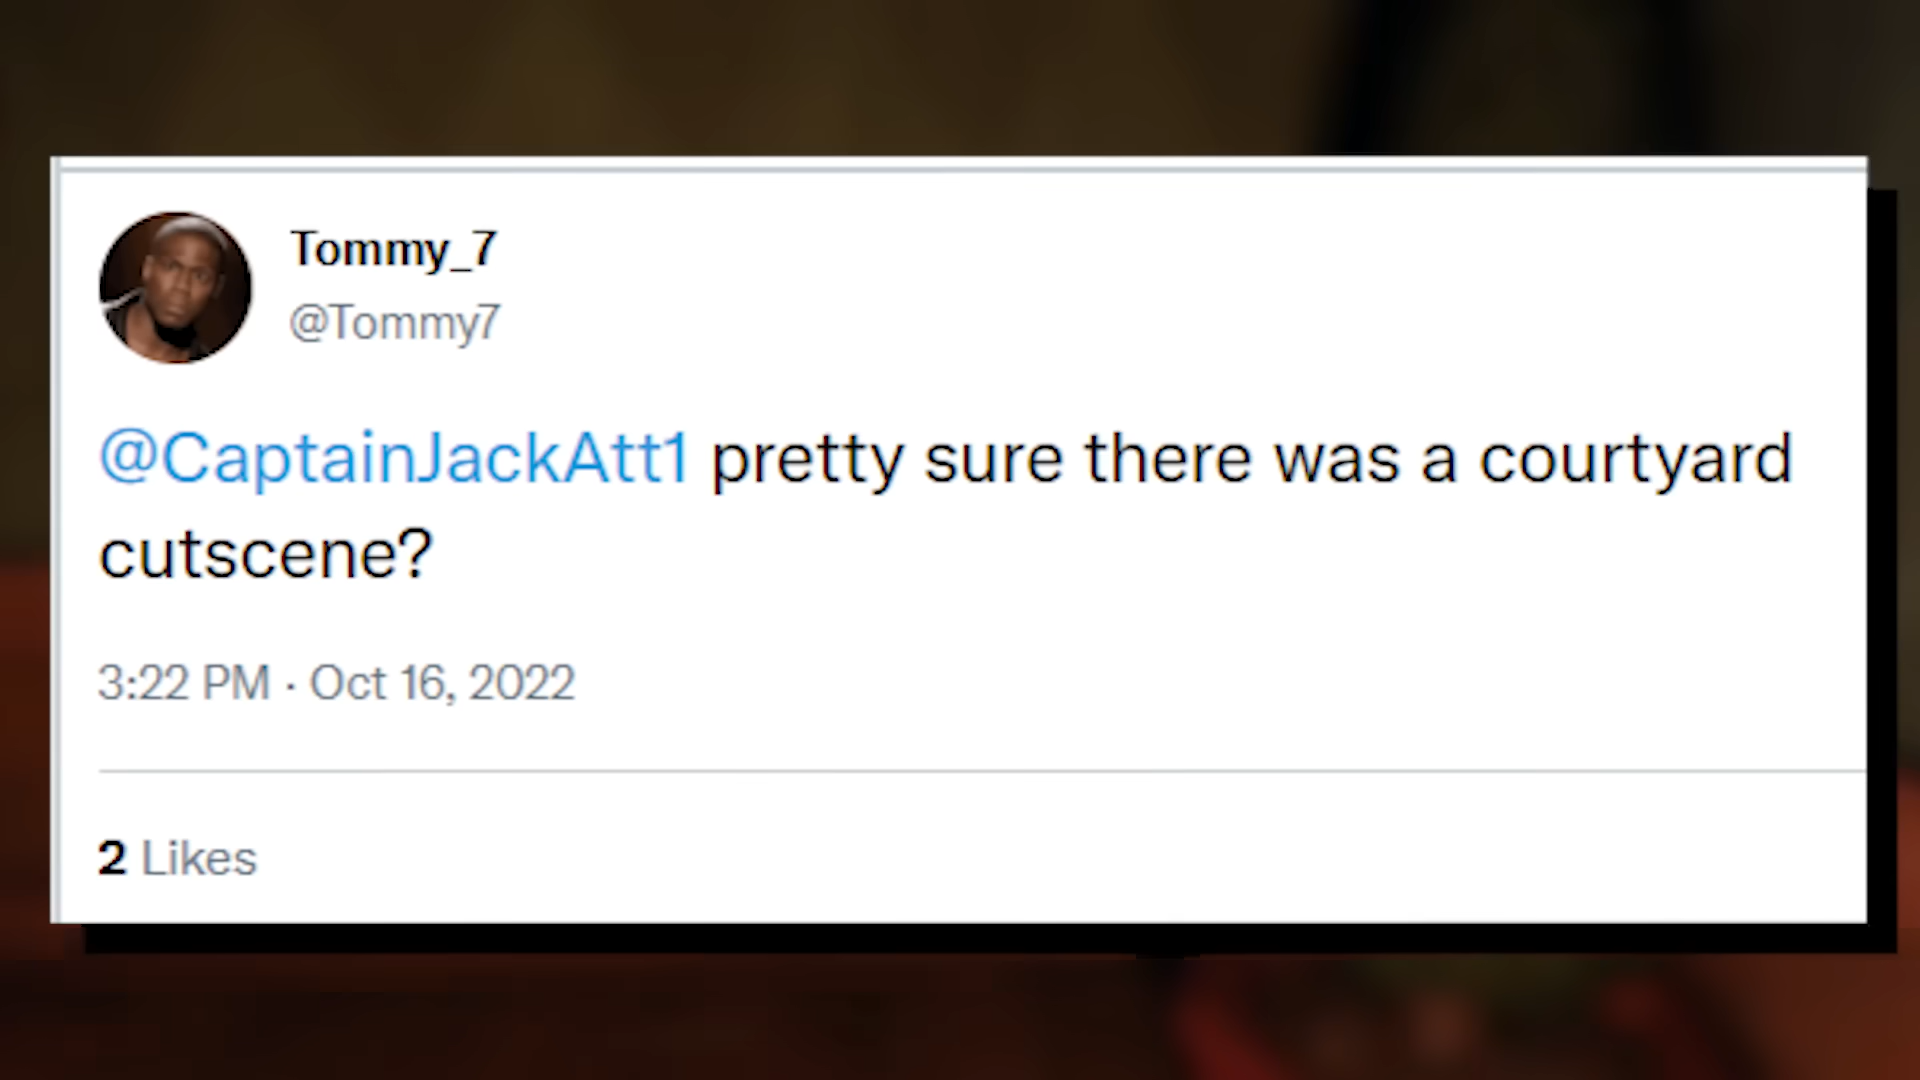 Tommy_7
@Tommy7
@CaptainJackAtt1 pretty sure there was a courtyard
cutscene?
3:22 PM · Oct 16, 2022
2 Likes